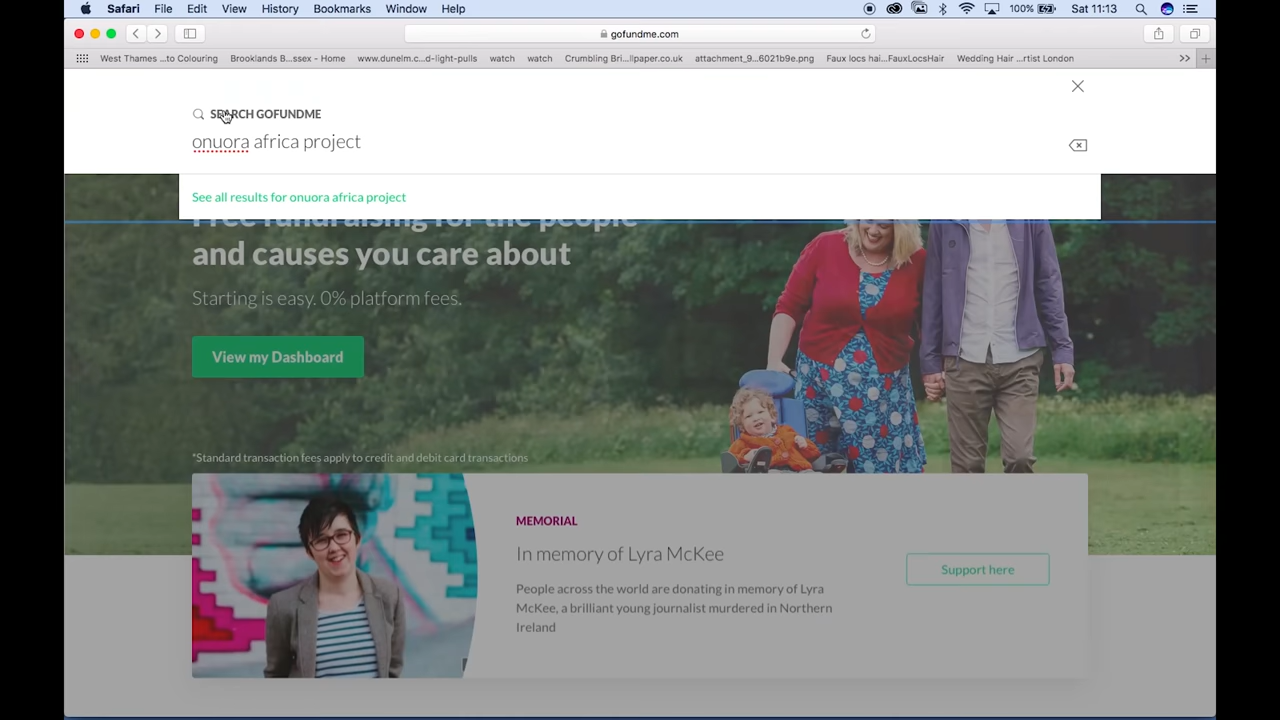 Safari File Edit View History Bookmarks Window Help 100% Sat 11:13
gofundme.com
West Thames ...to Colouring Brooklands B...ssex - Home www.dunelm.c...d-light-pulls watch watch Crumbling Bri...llpaper.co.uk attachment_9...6021b9e.png Faux locs hai...FauxLocsHair Wedding Hair ...rtist London
SEARCH GOFUNDME
onuora africa project
See all results for onuora africa project
Free fundraising for the people
and causes you care about
Starting is easy. 0% platform fees.
View my Dashboard
*Standard transaction fees apply to credit and debit card transactions
MEMORIAL
In memory of Lyra McKee
People across the world are donating in memory of Lyra
McKee, a brilliant young journalist murdered in Northern
Ireland
Support here